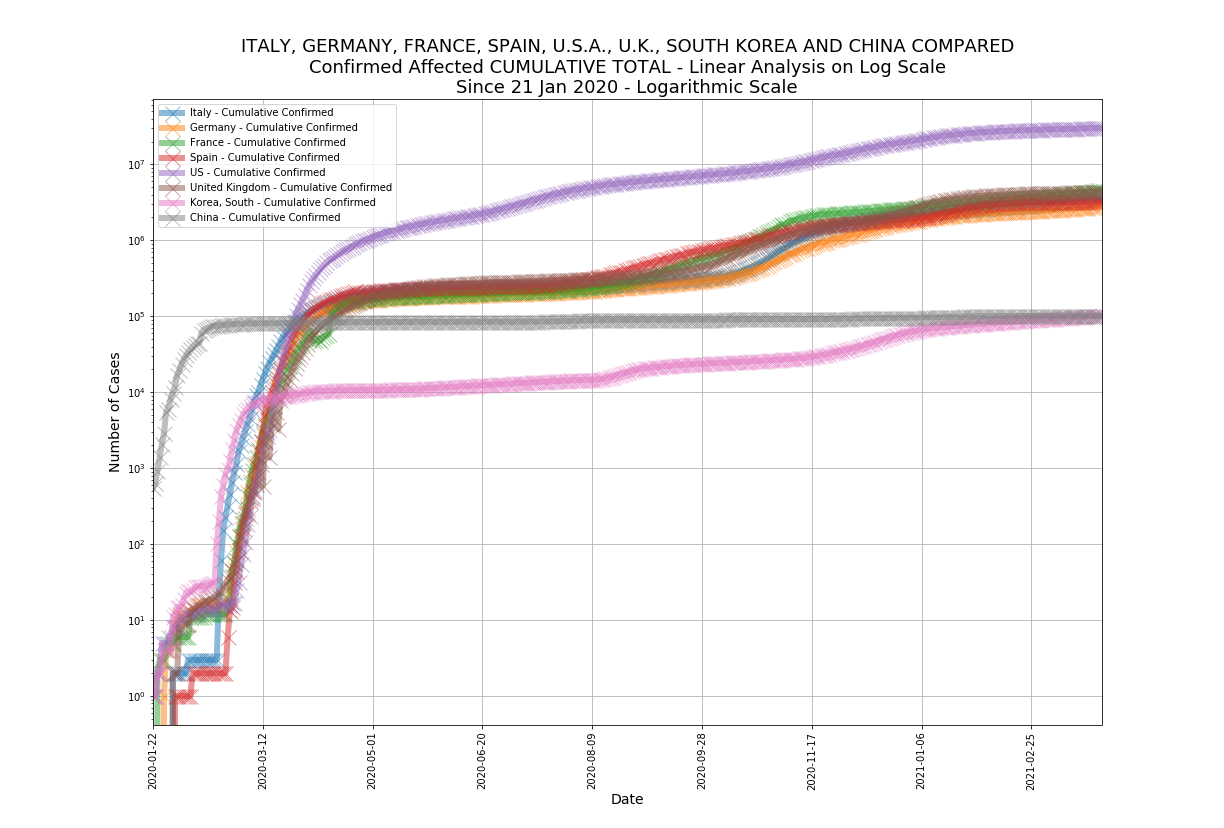 ITALY, GERMANY, FRANCE, SPAIN, U.S.A., U.K., SOUTH KOREA AND CHINA COMPARED
Confirmed Affected CUMULATIVE TOTAL - Linear Analysis on Log Scale
Since 21 Jan 2020 - Logarithmic Scale
Italy - Cumulative Confirmed
Germany - Cumulative Confirmed
France - Cumulative Confirmed
Spain - Cumulative Confirmed
US - Cumulative Confirmed
United Kingdom - Cumulative Confirmed
Korea, South - Cumulative Confirmed
China - Cumulative Confirmed
Number of Cases
10⁷
10⁶
10⁵
10⁴
10³
10²
10¹
10⁰
2020-01-22
2020-03-12
2020-05-01
2020-06-20
2020-08-09
2020-09-28
2020-11-17
2021-01-06
2021-02-25
Date